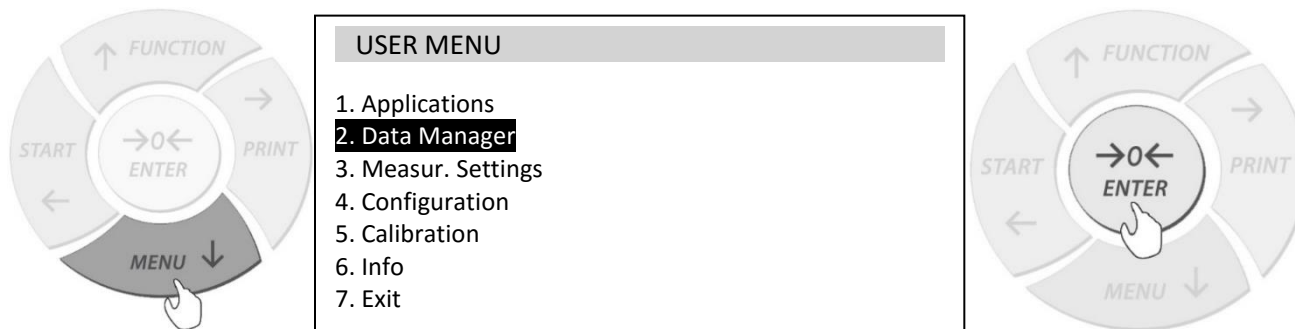 ↑ FUNCTION
START ←
→0←
ENTER
→ PRINT
MENU ↓
USER MENU
1. Applications
2. Data Manager
3. Measur. Settings
4. Configuration
5. Calibration
6. Info
7. Exit
↑ FUNCTION
START ←
→0←
ENTER
→ PRINT
MENU ↓